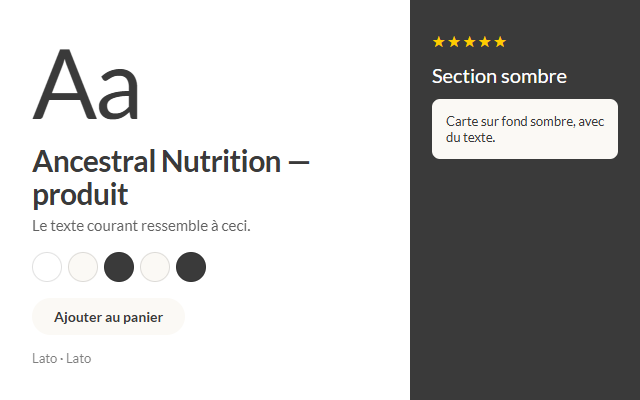 Aa
Ancestral Nutrition —
produit
Le texte courant ressemble à ceci.
Ajouter au panier
Lato · Lato
Section sombre
Carte sur fond sombre, avec
du texte.